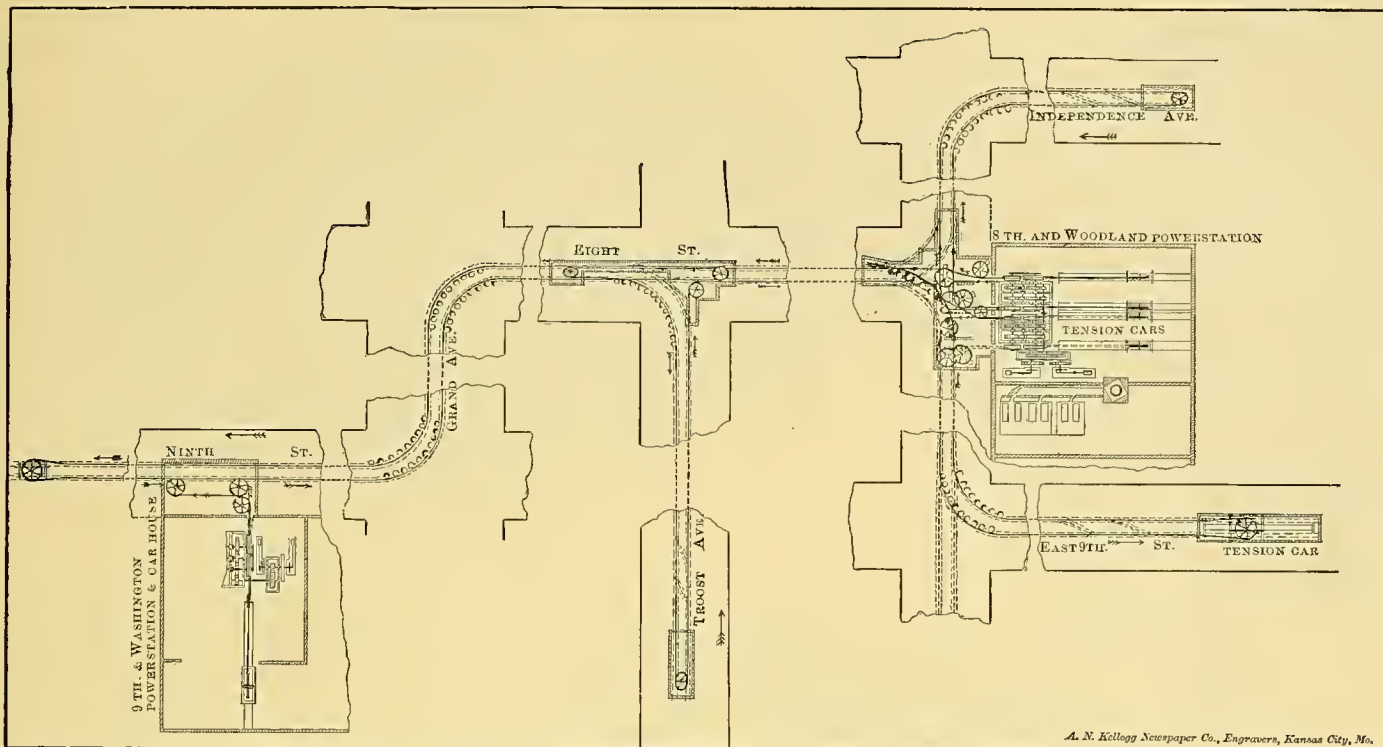 INDEPENDENCE AVE.
8 TH, AND WOODLAND POWERSTATION
EIGHT ST.
TENSION CARS
GRAND AVE.
NINTH ST.
TROOST AVE
EAST 9TH. ST.
TENSION CAR
9 TH. & WASHINGTON
POWERSTATION & CAR HOUSE
A. N. Kellogg Newspaper Co., Engravers, Kansas City, Mo.